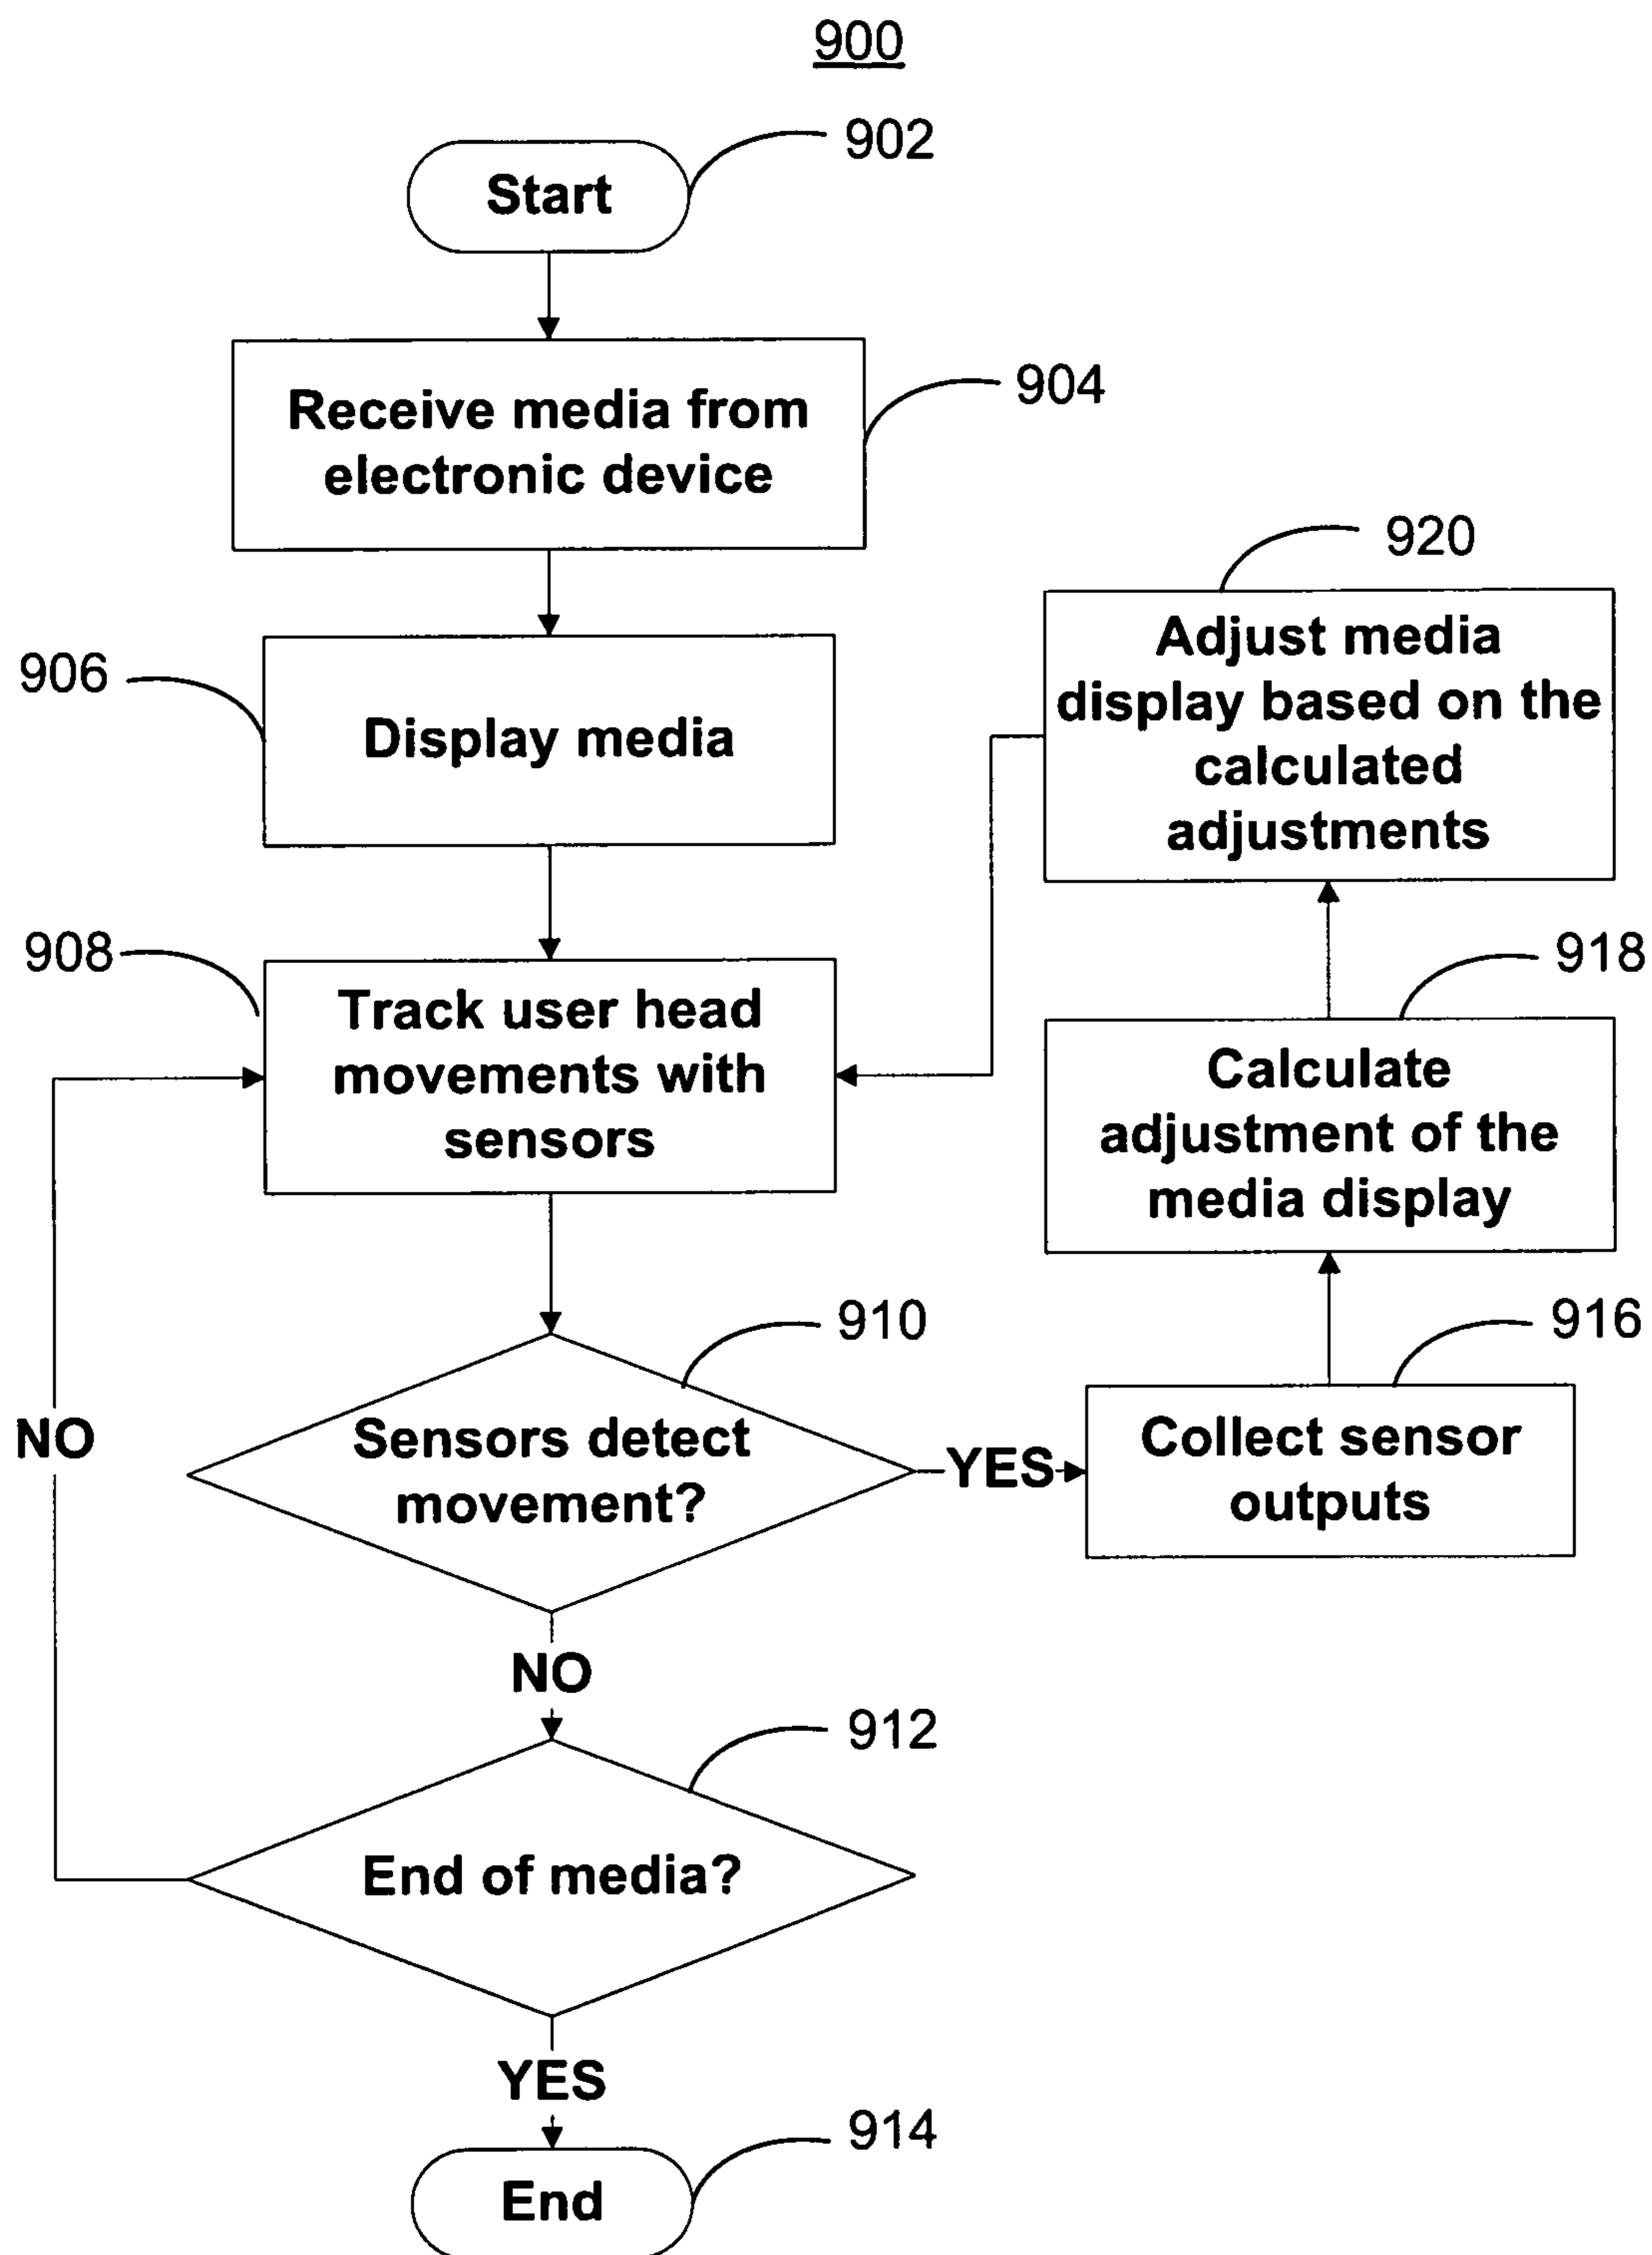 900
902
Start
904
Receive media from
electronic device
906
Display media
920
Adjust media
display based on the
calculated
adjustments
908
Track user head
movements with
sensors
918
Calculate
adjustment of the
media display
910
Sensors detect
movement?
YES
916
Collect sensor
outputs
NO
NO
912
End of media?
YES
914
End